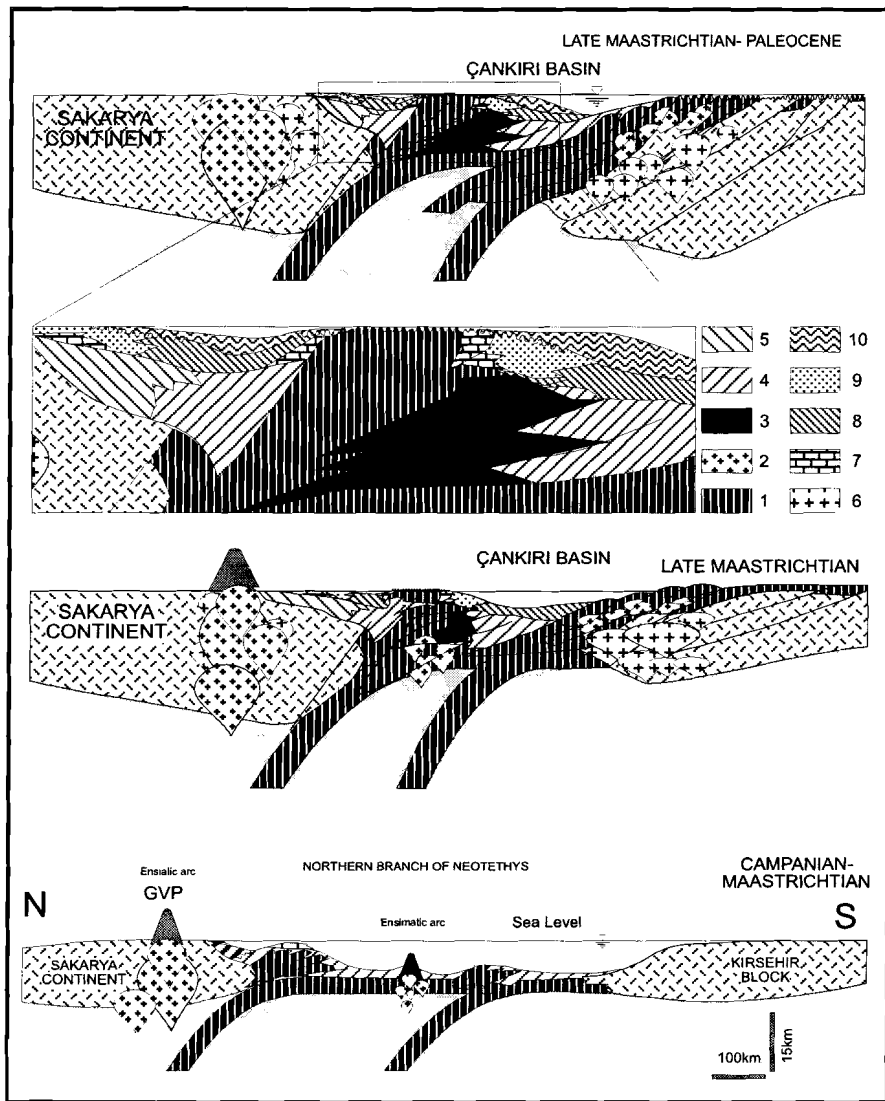 LATE MAASTRICHTIAN- PALEOCENE
ÇANKIRI BASIN
SAKARYA
CONTINENT
5 10
4 9
3 8
2 7
1 6
ÇANKIRI BASIN
LATE MAASTRICHTIAN
SAKARYA
CONTINENT
Ensialic arc
GVP
NORTHERN BRANCH OF NEOTETHYS
CAMPANIAN-
MAASTRICHTIAN
N
Ensimatic arc
Sea Level
S
SAKARYA
CONTINENT
KIRSEHIR
BLOCK
100km
15km